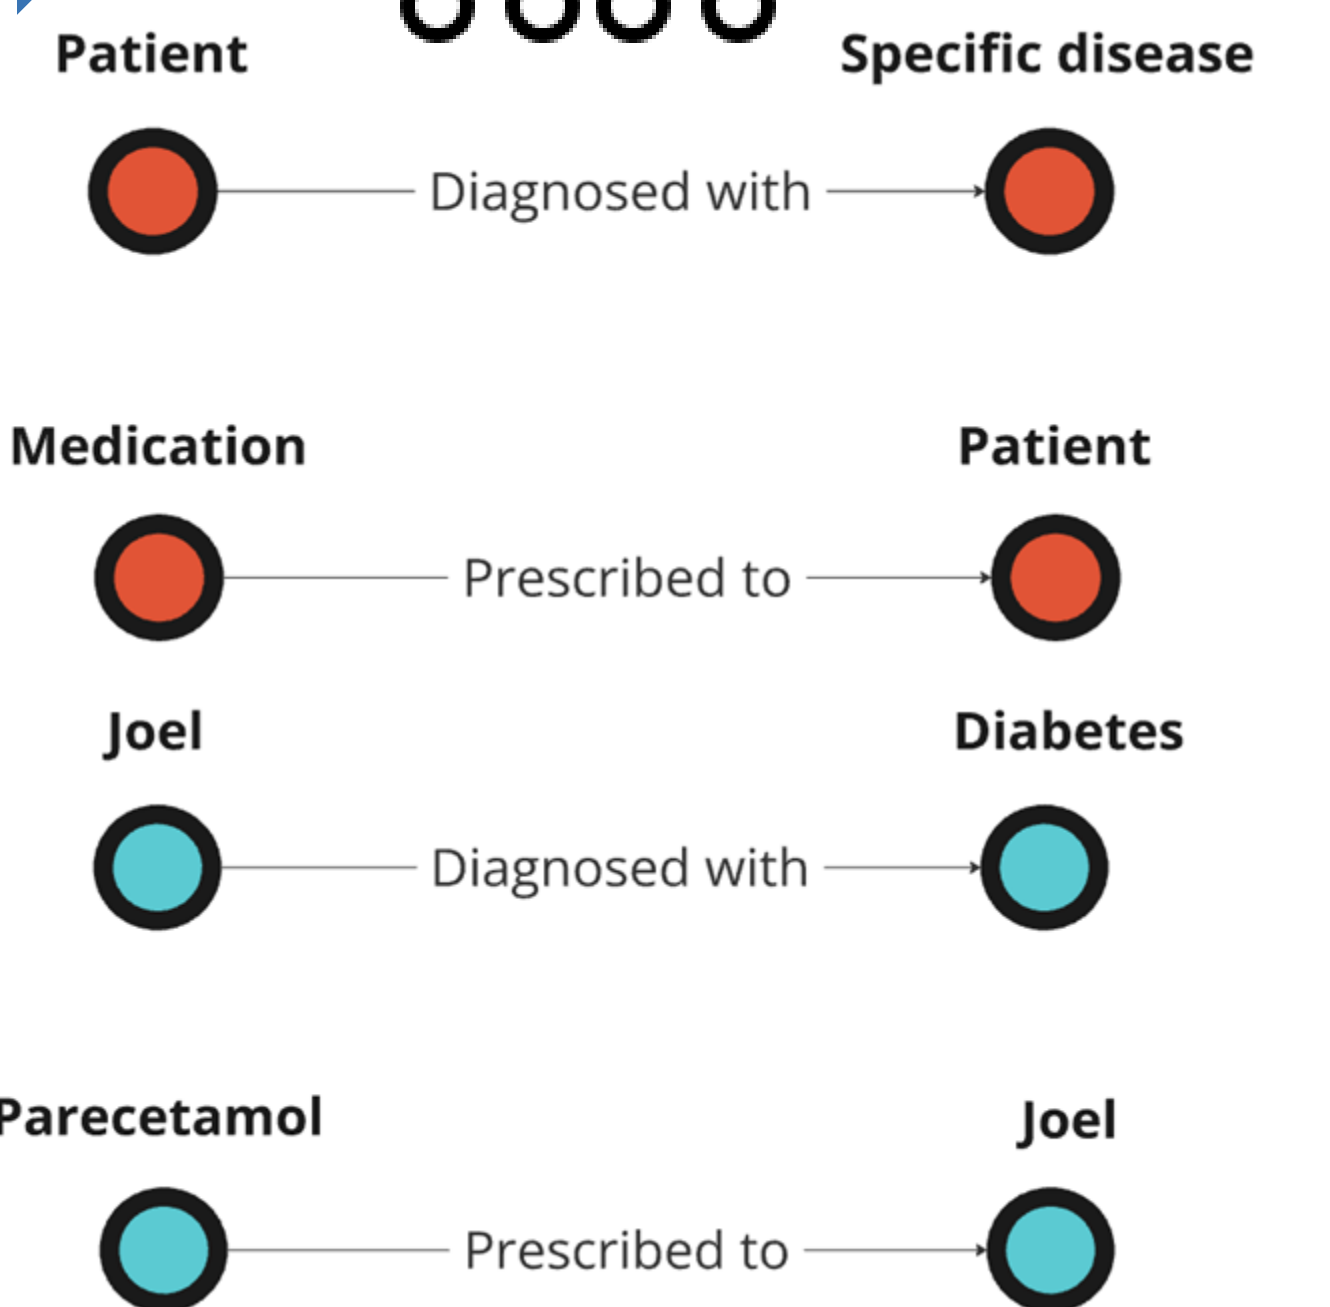 Patient
Specific disease
Diagnosed with
Medication
Patient
Prescribed to
Joel
Diabetes
Diagnosed with
Parecetamol
Joel
Prescribed to